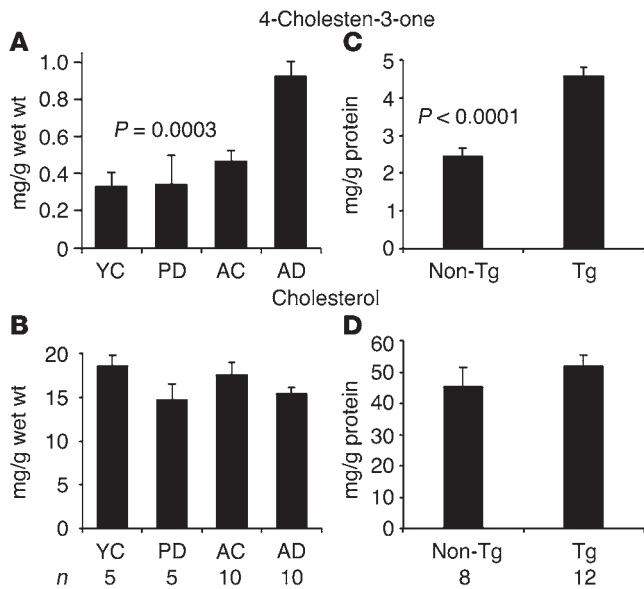 4-Cholesten-3-one
A
mg/g wet wt
1.0
0.8
0.6
0.4
0.2
0
P = 0.0003
YC PD AC AD
C
mg/g protein
5
4
3
2
1
0
P < 0.0001
Non-Tg Tg
Cholesterol
B
mg/g wet wt
20
15
10
5
0
YC PD AC AD
n 5 5 10 10
D
mg/g protein
60
50
40
30
20
10
0
Non-Tg Tg
8 12